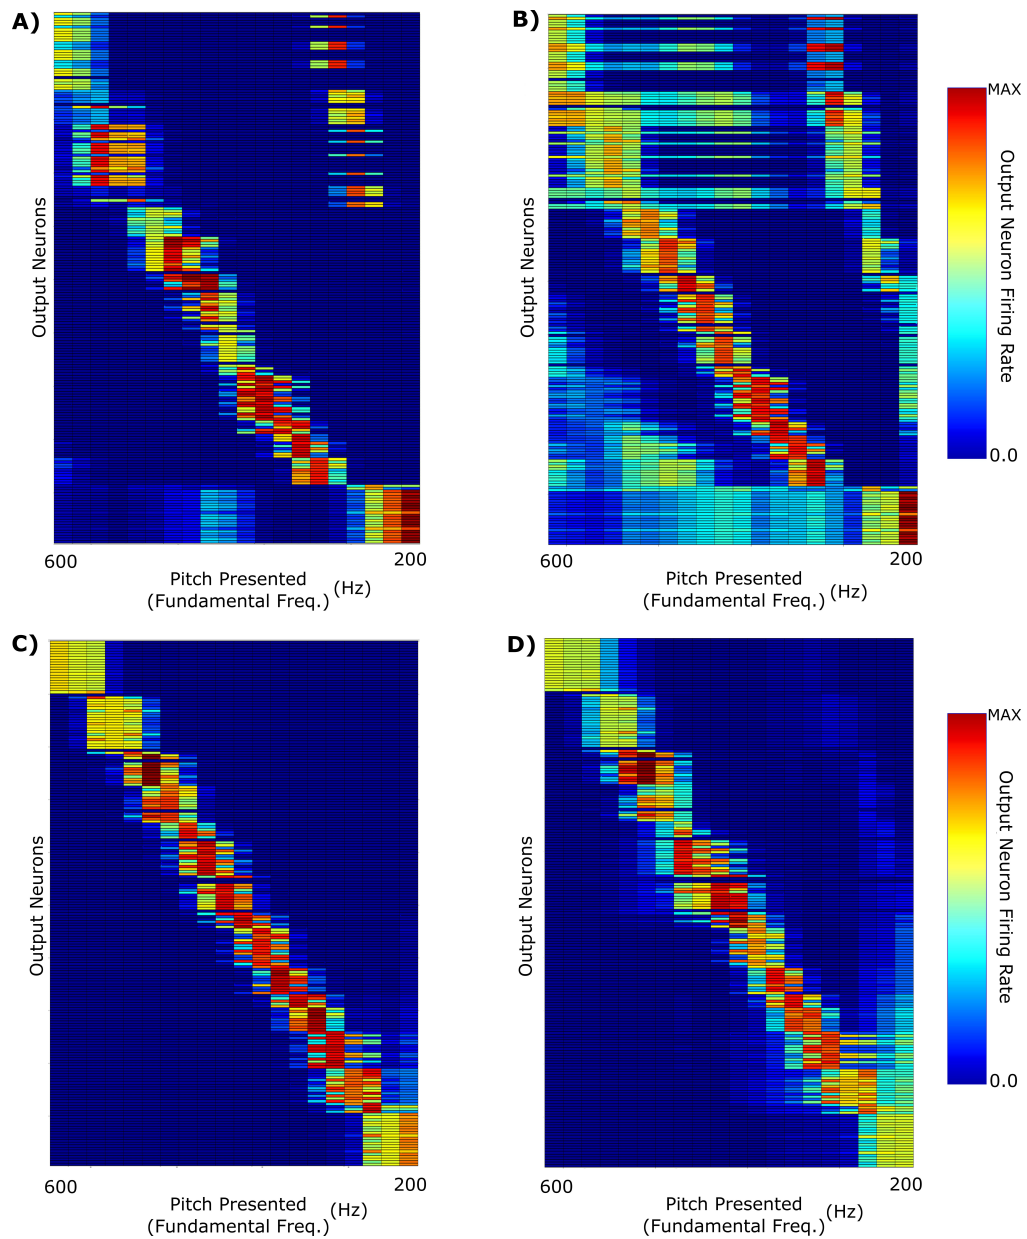 A)
Output Neurons
600
200
Pitch Presented
(Fundamental Freq.) (Hz)
B)
Output Neurons
600
200
Pitch Presented
(Fundamental Freq.) (Hz)
MAX
Output Neuron Firing Rate
0.0
C)
Output Neurons
600
200
Pitch Presented
(Fundamental Freq.) (Hz)
D)
Output Neurons
600
200
Pitch Presented
(Fundamental Freq.) (Hz)
MAX
Output Neuron Firing Rate
0.0